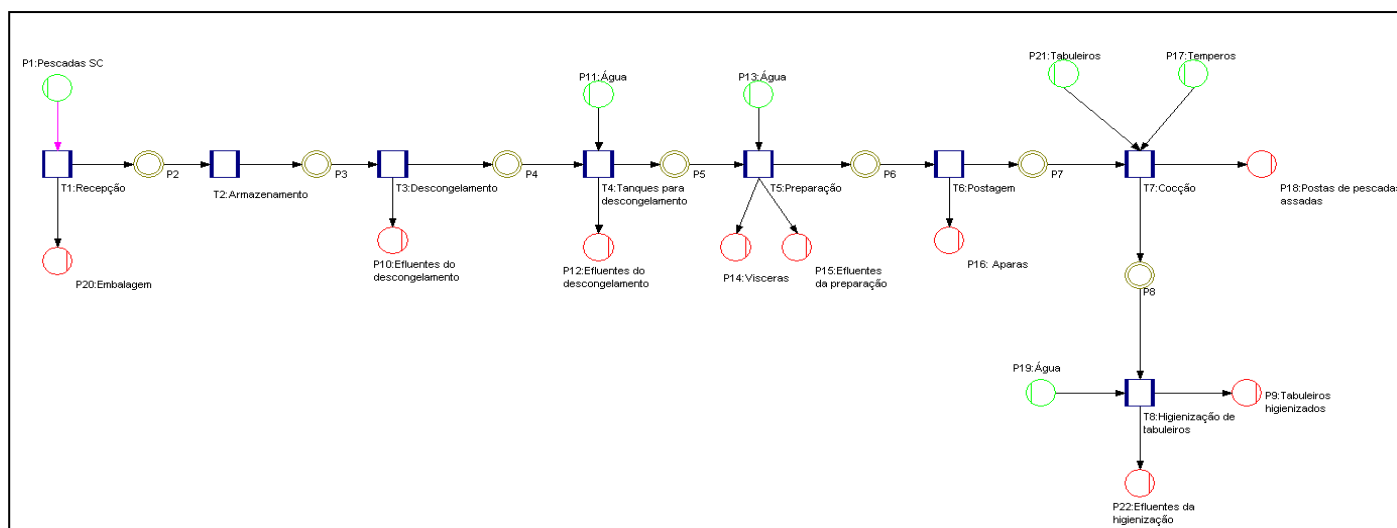 P1:Pescadas SC
P11:Água
P13:Água
P21:Tabuleiros
P17:Temperos
T1:Recepção
P2
T2:Armazenamento
P3
T3:Descongelamento
P4
T4:Tanques para
descongelamento
P5
T5:Preparação
P6
T6:Postagem
P7
T7:Cocção
P18:Postas de pescadas
assadas
P20:Embalagem
P10:Efluentes do
descongelamento
P12:Efluentes do
descongelamento
P14:Visceras
P15:Efluentes
da preparação
P16: Aparas
P8
P19:Água
T8:Higienização de
tabuleiros
P9:Tabuleiros
higienizados
P22:Efluentes da
higienização